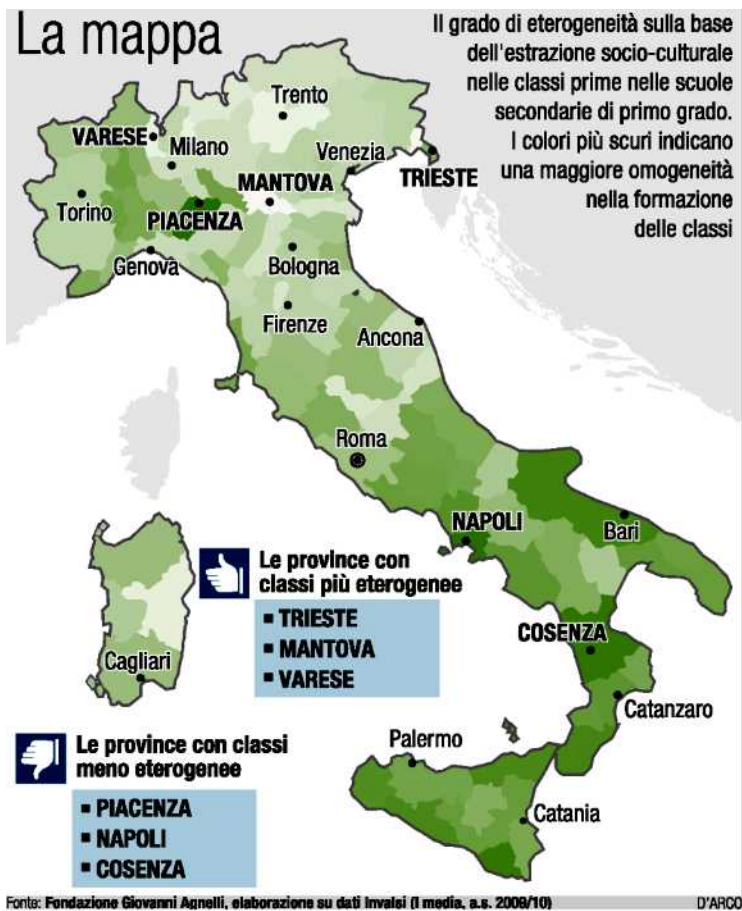 La mappa
Il grado di eterogeneità sulla base
dell'estrazione socio-culturale
nelle classi prime nelle scuole
secondarie di primo grado.
I colori più scuri indicano
una maggiore omogeneità
nella formazione
delle classi
Trento
VARESE
Milano
Venezia
TRIESTE
MANTOVA
Torino
PIACENZA
Genova
Bologna
Firenze
Ancona
Roma
NAPOLI
Bari
COSENZA
Cagliari
Catanzaro
Palermo
Catania
Le province con
classi più eterogenee
▪ TRIESTE
▪ MANTOVA
▪ VARESE
Le province con classi
meno eterogenee
▪ PIACENZA
▪ NAPOLI
▪ COSENZA
Fonte: Fondazione Giovanni Agnelli, elaborazione su dati Invalsi (I media, a.s. 2009/10)
D'ARCO